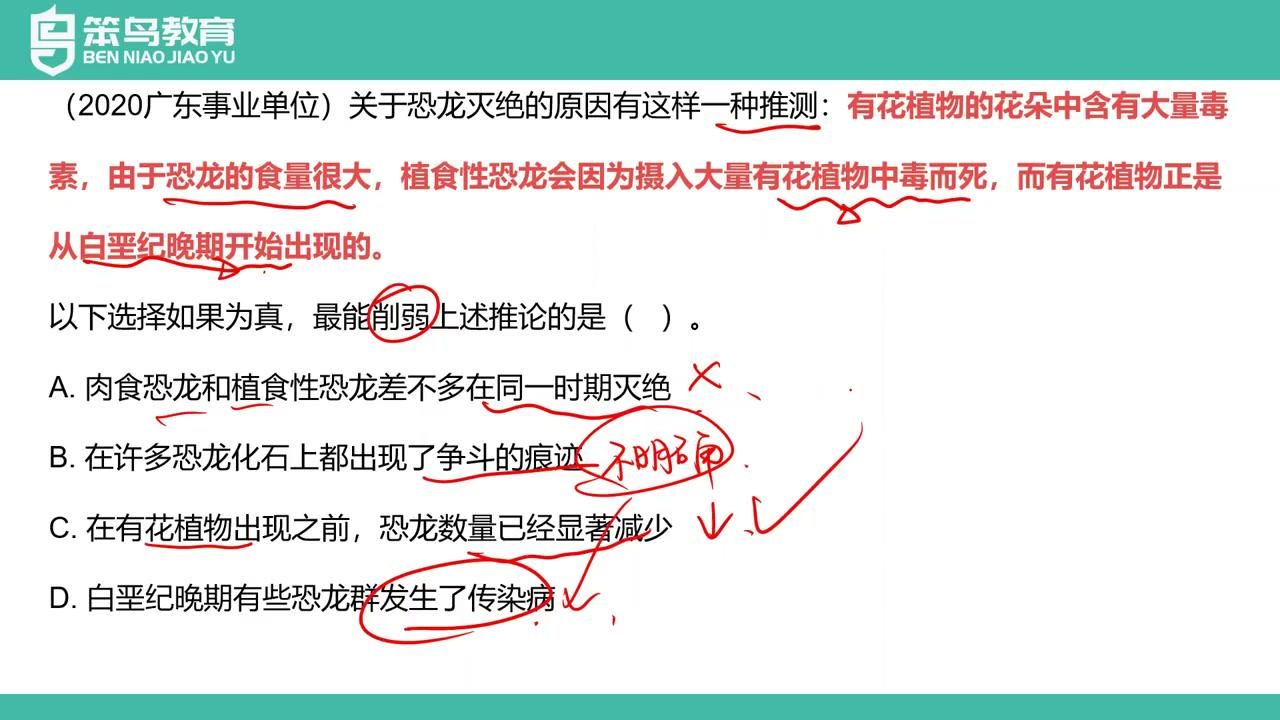 笨鸟教育
BEN NIAO JIAO YU
（2020广东事业单位）关于恐龙灭绝的原因有这样一种推测：有花植物的花朵中含有大量毒
素，由于恐龙的食量很大，植食性恐龙会因为摄入大量有花植物中毒而死，而有花植物正是
从白垩纪晚期开始出现的。
以下选择如果为真，最能削弱上述推论的是（ ）。
A. 肉食恐龙和植食性恐龙差不多在同一时期灭绝
B. 在许多恐龙化石上都出现了争斗的痕迹
不明确
C. 在有花植物出现之前，恐龙数量已经显著减少
D. 白垩纪晚期有些恐龙群发生了传染病